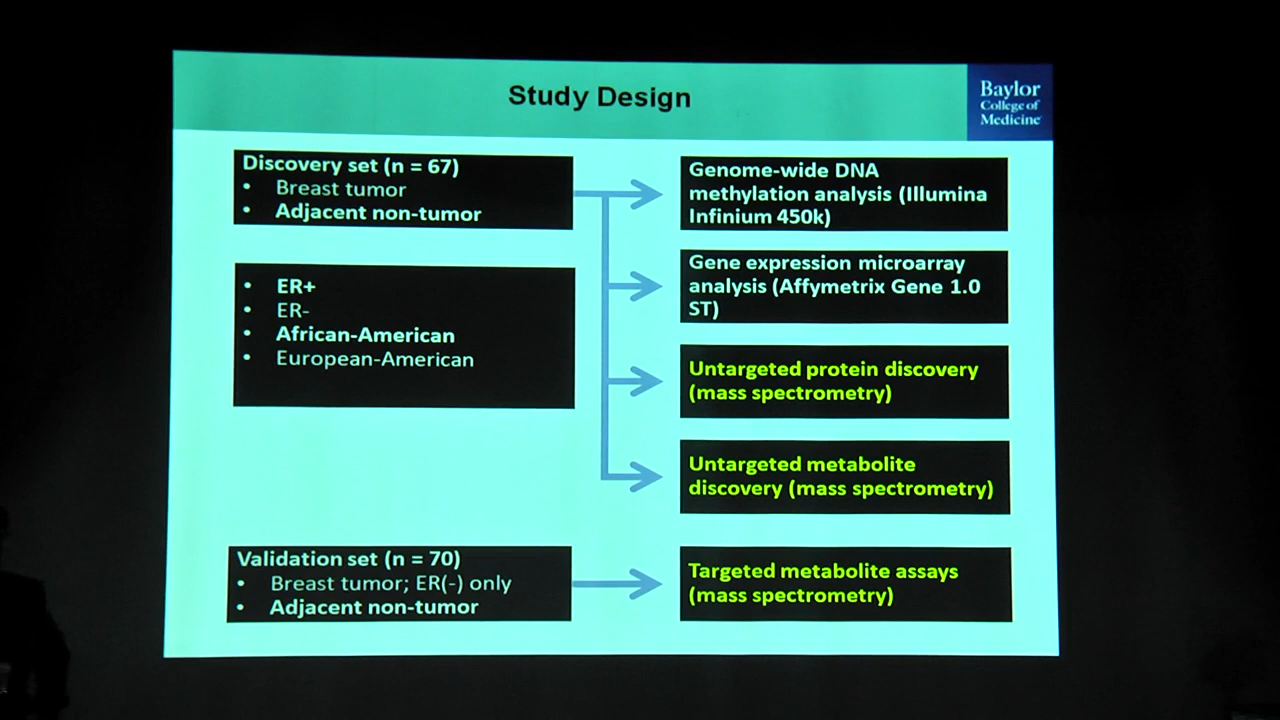 Study Design
Baylor
College of
Medicine
Discovery set (n = 67)
• Breast tumor
• Adjacent non-tumor
• ER+
• ER-
• African-American
• European-American
Genome-wide DNA
methylation analysis (Illumina
Infinium 450k)
Gene expression microarray
analysis (Affymetrix Gene 1.0
ST)
Untargeted protein discovery
(mass spectrometry)
Untargeted metabolite
discovery (mass spectrometry)
Validation set (n = 70)
• Breast tumor; ER(-) only
• Adjacent non-tumor
Targeted metabolite assays
(mass spectrometry)